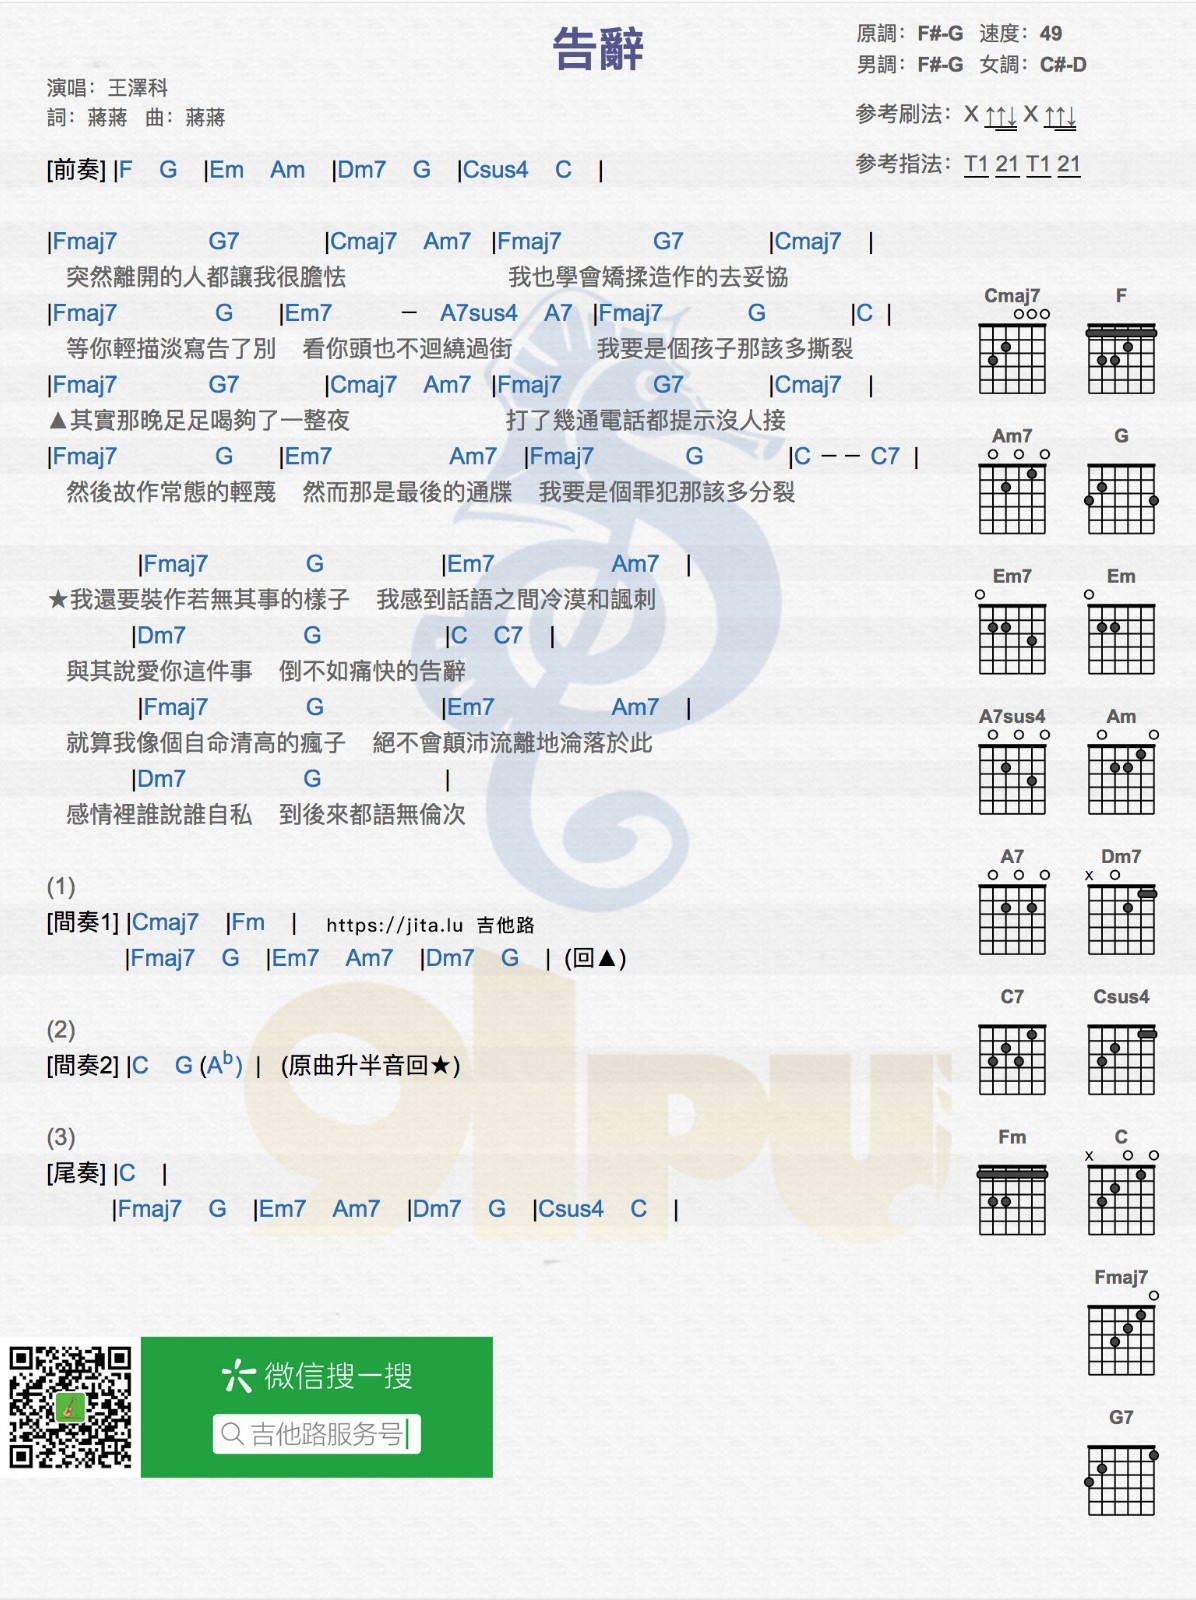 告辭
原調：F#-G 速度：49
男調：F#-G 女調：C#-D
演唱：王澤科
詞：蔣蔣 曲：蔣蔣
参考刷法：X ↑↑↓ X ↑↑↓
参考指法：T1 21 T1 21
[前奏] |F G |Em Am |Dm7 G |Csus4 C |
|Fmaj7 G7 |Cmaj7 Am7 |Fmaj7 G7 |Cmaj7 |
突然離開的人都讓我很膽怯 我也學會矯揉造作的去妥協
|Fmaj7 G |Em7 － A7sus4 A7 |Fmaj7 G |C |
等你輕描淡寫告了別 看你頭也不迴繞過街 我要是個孩子那該多撕裂
|Fmaj7 G7 |Cmaj7 Am7 |Fmaj7 G7 |Cmaj7 |
▲其實那晚足足喝夠了一整夜 打了幾通電話都提示沒人接
|Fmaj7 G |Em7 Am7 |Fmaj7 G |C －－ C7 |
然後故作常態的輕蔑 然而那是最後的通牒 我要是個罪犯那該多分裂
|Fmaj7 G |Em7 Am7 |
★我還要裝作若無其事的樣子 我感到話語之間冷漠和諷刺
|Dm7 G |C C7 |
與其說愛你這件事 倒不如痛快的告辭
|Fmaj7 G |Em7 Am7 |
就算我像個自命清高的瘋子 絕不會顛沛流離地淪落於此
|Dm7 G |
感情裡誰說誰自私 到後來都語無倫次
(1)
[間奏1] |Cmaj7 |Fm | https://jita.lu 吉他路
|Fmaj7 G |Em7 Am7 |Dm7 G | (回▲)
(2)
[間奏2] |C G (Ab) | (原曲升半音回★)
(3)
[尾奏] |C |
|Fmaj7 G |Em7 Am7 |Dm7 G |Csus4 C |
Cmaj7 F
Am7 G
Em7 Em
A7sus4 Am
A7 Dm7
x
C7 Csus4
Fm C
x
Fmaj7
G7
91pu
微信搜一搜
吉他路服务号